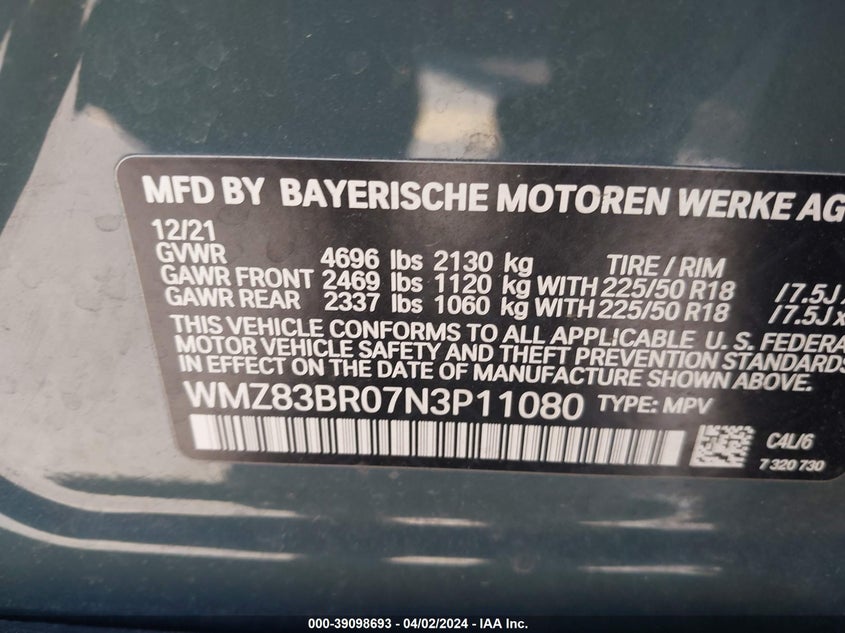 MFD BY BAYERISCHE MOTOREN WERKE AG
12/21
GVWR 4696 lbs 2130 kg TIRE / RIM
GAWR FRONT 2469 lbs 1120 kg WITH 225/50 R18 /7.5J
GAWR REAR 2337 lbs 1060 kg WITH 225/50 R18 /7.5J x
THIS VEHICLE CONFORMS TO ALL APPLICABLE U. S. FEDERA
MOTOR VEHICLE SAFETY AND THEFT PREVENTION STANDARDS
IN EFFECT ON THE DATE OF MANUFACTURE SHOWN ABOVE.
WMZ83BR07N3P11080 TYPE: MPV
C4L/6
7 320 730
000-39098693 - 04/02/2024 - IAA Inc.